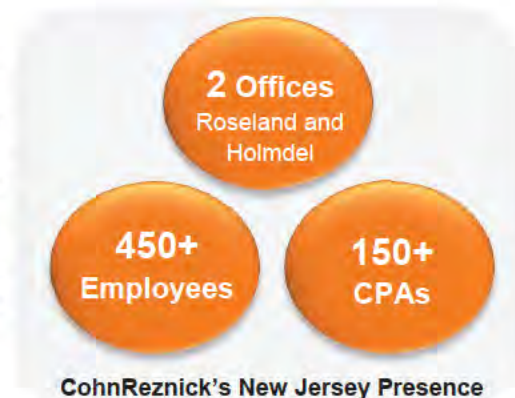 2 Offices
Roseland and
Holmdel
450+
Employees
150+
CPAs
CohnReznick's New Jersey Presence